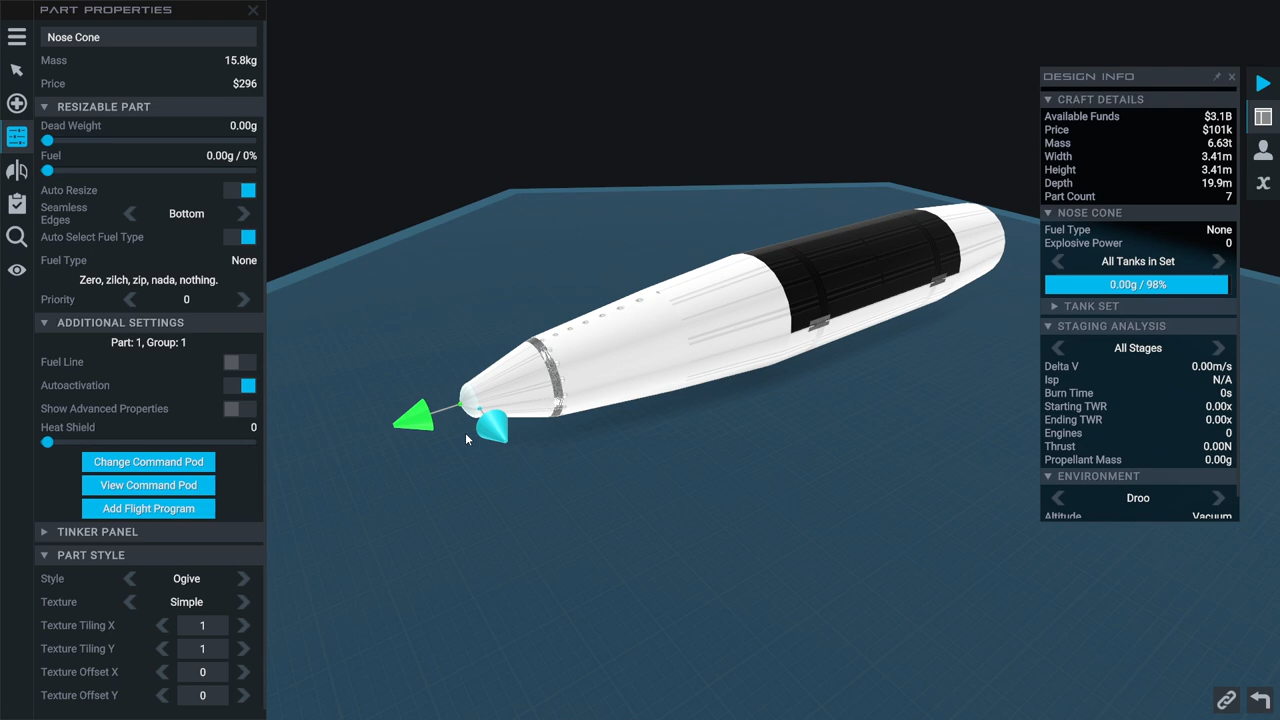 PART PROPERTIES
Nose Cone
Mass 15.8kg
Price $296
RESIZABLE PART
Dead Weight 0.00g
Fuel 0.00g / 0%
Auto Resize
Seamless Edges Bottom
Auto Select Fuel Type
Fuel Type None
Zero, zilch, zip, nada, nothing.
Priority 0
ADDITIONAL SETTINGS
Part: 1, Group: 1
Fuel Line
Autoactivation
Show Advanced Properties
Heat Shield 0
Change Command Pod
View Command Pod
Add Flight Program
TINKER PANEL
PART STYLE
Style Ogive
Texture Simple
Texture Tiling X 1
Texture Tiling Y 1
Texture Offset X 0
Texture Offset Y 0
DESIGN INFO
CRAFT DETAILS
Available Funds $3.1B
Price $101k
Mass 6.63t
Width 3.41m
Height 3.41m
Depth 19.9m
Part Count 7
NOSE CONE
Fuel Type None
Explosive Power 0
All Tanks in Set
0.00g / 98%
TANK SET
STAGING ANALYSIS
All Stages
Delta V 0.00m/s
Isp N/A
Burn Time 0s
Starting TWR 0.00x
Ending TWR 0.00x
Engines 0
Thrust 0.00N
Propellant Mass 0.00g
ENVIRONMENT
Droo
Altitude Vacuum